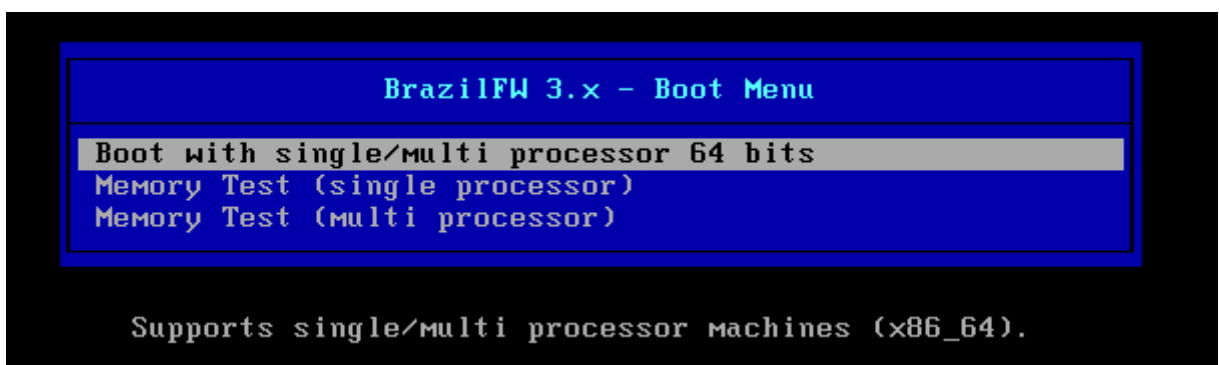 BrazilFW 3.x - Boot Menu
Boot with single/multi processor 64 bits
Memory Test (single processor)
Memory Test (multi processor)
Supports single/multi processor machines (x86_64).